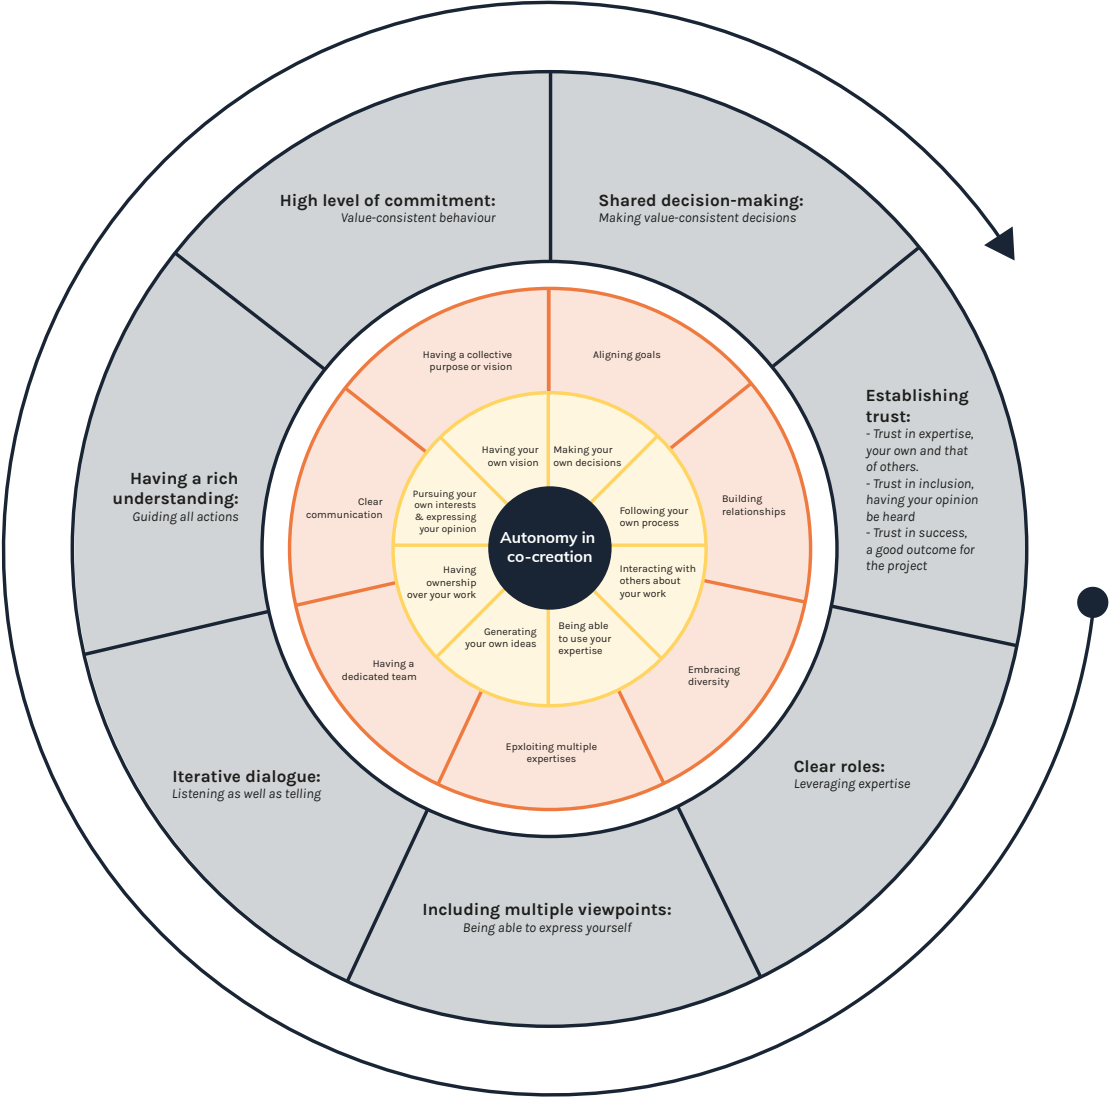 High level of commitment:
Value-consistent behaviour
Shared decision-making:
Making value-consistent decisions
Establishing
trust:
- Trust in expertise,
your own and that
of others.
- Trust in inclusion,
having your opinion
be heard
- Trust in success,
a good outcome for
the project
Clear roles:
Leveraging expertise
Including multiple viewpoints:
Being able to express yourself
Iterative dialogue:
Listening as well as telling
Having a rich
understanding:
Guiding all actions
Having a collective
purpose or vision
Aligning goals
Building
relationships
Embracing
diversity
Epxloiting multiple
expertises
Having a
dedicated team
Clear
communication
Having your
own vision
Making your
own decisions
Following your
own process
Interacting with
others about
your work
Being able
to use your
expertise
Generating
your own ideas
Having
ownership
over your work
Pursuing your
own interests
& expressing
your opinion
Autonomy in
co-creation